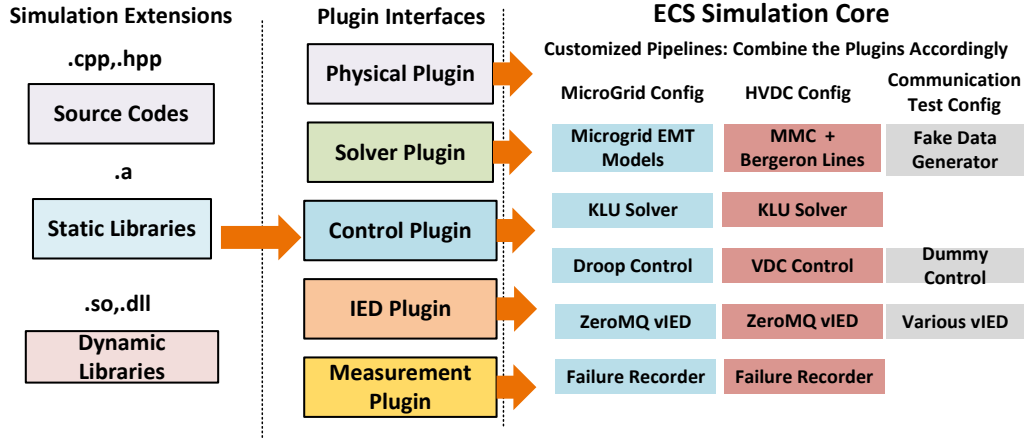 Simulation Extensions
.cpp,.hpp
Source Codes
.a
Static Libraries
.so,.dll
Dynamic
Libraries
Plugin Interfaces
Physical Plugin
Solver Plugin
Control Plugin
IED Plugin
Measurement
Plugin
ECS Simulation Core
Customized Pipelines: Combine the Plugins Accordingly
MicroGrid Config
HVDC Config
Communication
Test Config
Microgrid EMT
Models
MMC +
Bergeron Lines
Fake Data
Generator
KLU Solver
KLU Solver
Droop Control
VDC Control
Dummy
Control
ZeroMQ vIED
ZeroMQ vIED
Various vIED
Failure Recorder
Failure Recorder